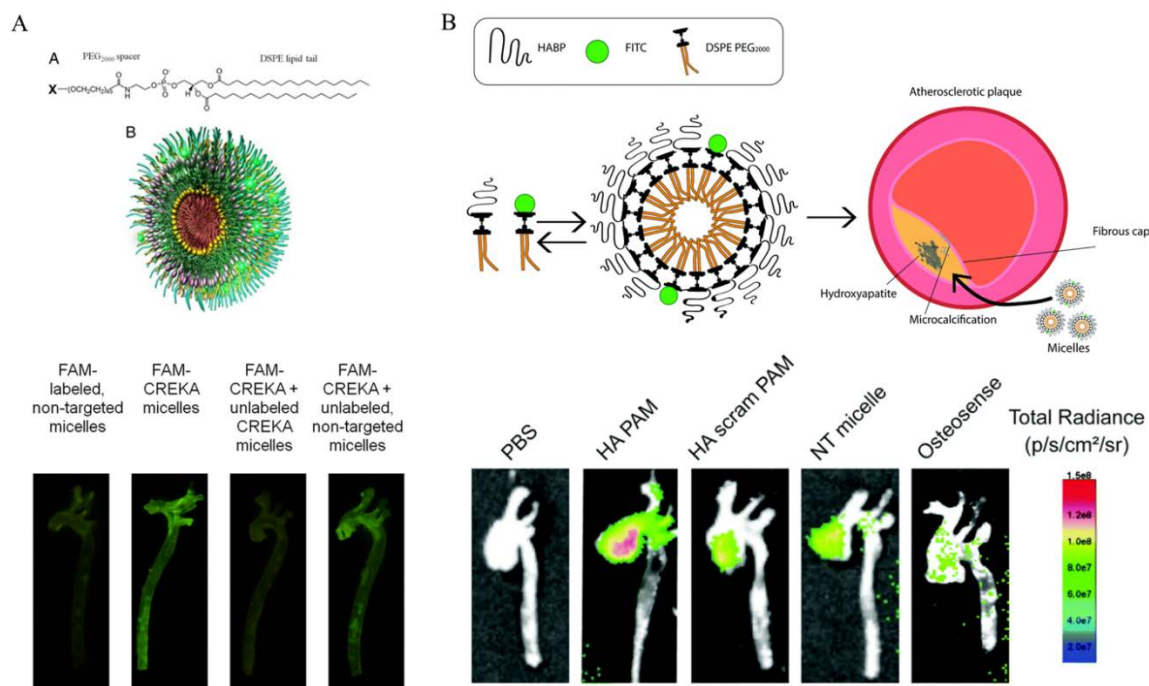 A
A
PEG2000 spacer
DSPE lipid tail
X—(OCH2CH2)45
O
N
H
O
P
O-
O
O
H
O
O
O
O
B
FAM-
labeled,
non-targeted
micelles
FAM-
CREKA
micelles
FAM-
CREKA +
unlabeled
CREKA
micelles
FAM-
CREKA +
unlabeled,
non-targeted
micelles
B
HABP
FITC
DSPE PEG2000
Atherosclerotic plaque
Fibrous cap
Hydroxyapatite
Microcalcification
Micelles
PBS
HA PAM
HA scram PAM
NT micelle
Osteosense
Total Radiance
(p/s/cm²/sr)
1.5e8
1.2e8
1.0e8
8.0e7
6.0e7
4.0e7
2.0e7